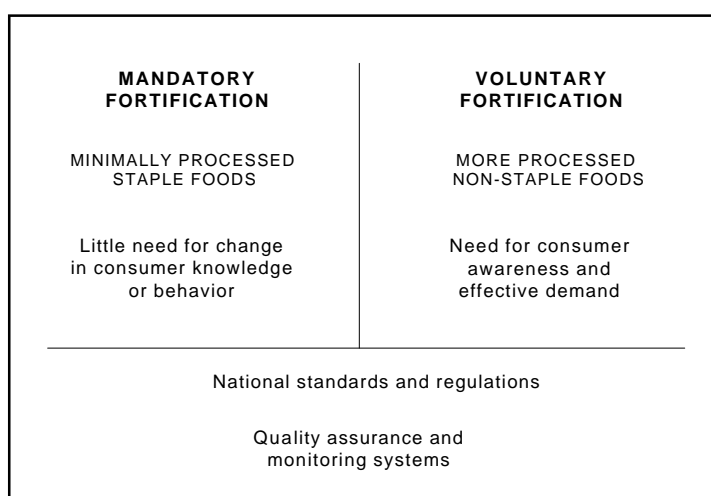 MANDATORY
FORTIFICATION
MINIMALLY PROCESSED
STAPLE FOODS
Little need for change
in consumer knowledge
or behavior
VOLUNTARY
FORTIFICATION
MORE PROCESSED
NON-STAPLE FOODS
Need for consumer
awareness and
effective demand
National standards and regulations
Quality assurance and
monitoring systems